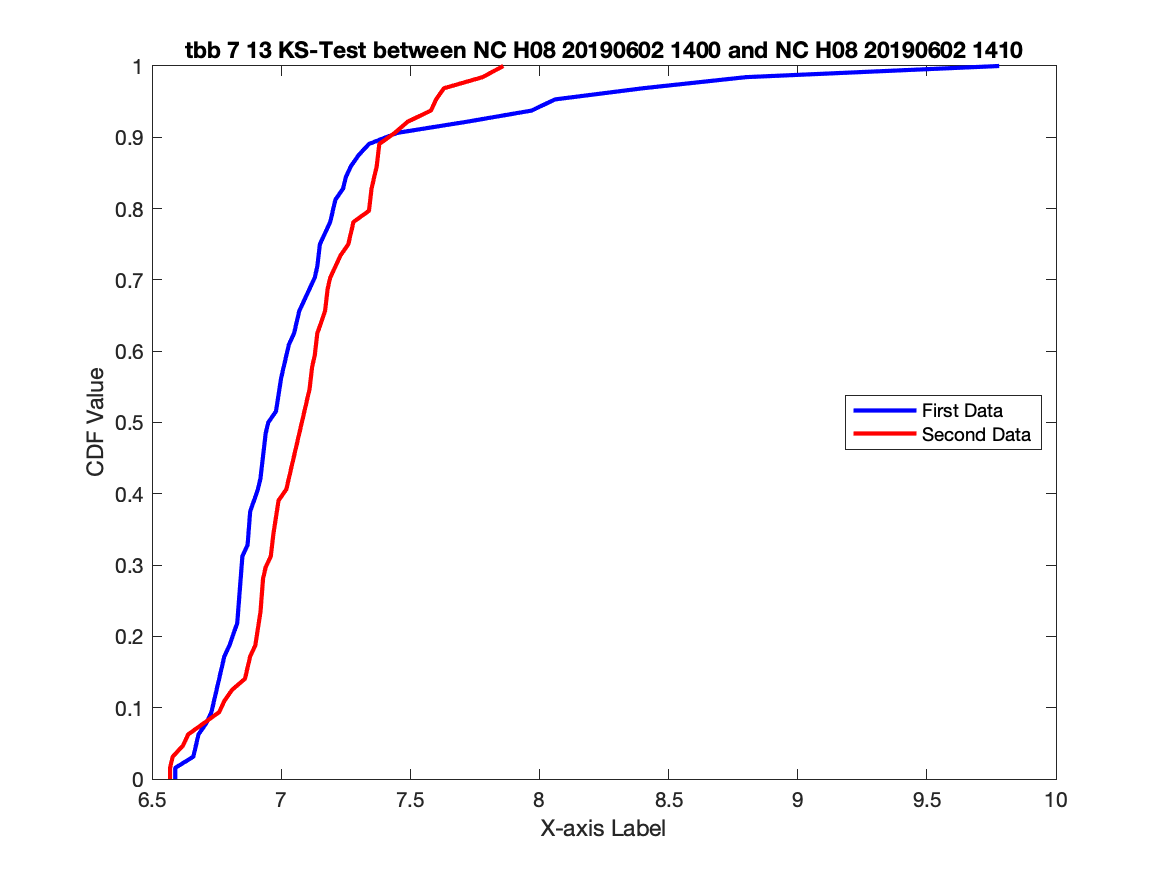 tbb 7 13 KS-Test between NC H08 20190602 1400 and NC H08 20190602 1410
1
0.9
0.8
0.7
0.6
0.5
0.4
0.3
0.2
0.1
0
CDF Value
First Data
Second Data
6.5 7 7.5 8 8.5 9 9.5 10
X-axis Label